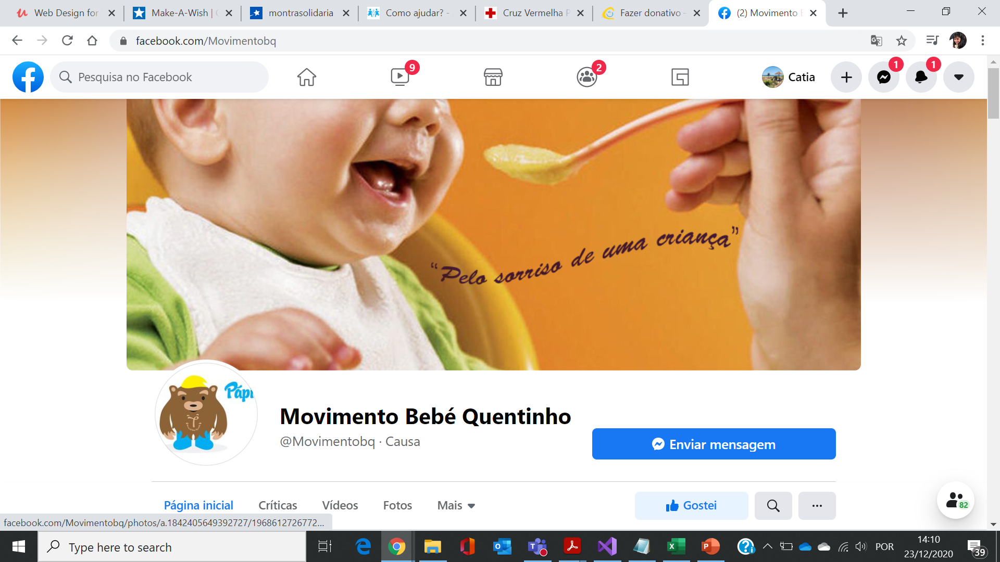 Web Design for
Make-A-Wish |
montrasolidaria
Como ajudar? -
Cruz Vermelha P
Fazer donativo -
(2) Movimento
facebook.com/Movimentobq
Pesquisa no Facebook
9
2
Catia
1
1
“Pelo sorriso de uma criança”
Pápi
Movimento Bebé Quentinho
@Movimentobq · Causa
Enviar mensagem
Página inicial
Críticas
Vídeos
Fotos
Mais
Gostei
82
facebook.com/Movimentobq/photos/a.1842405649392727/1968612726772...
Type here to search
POR
14:10
23/12/2020
39